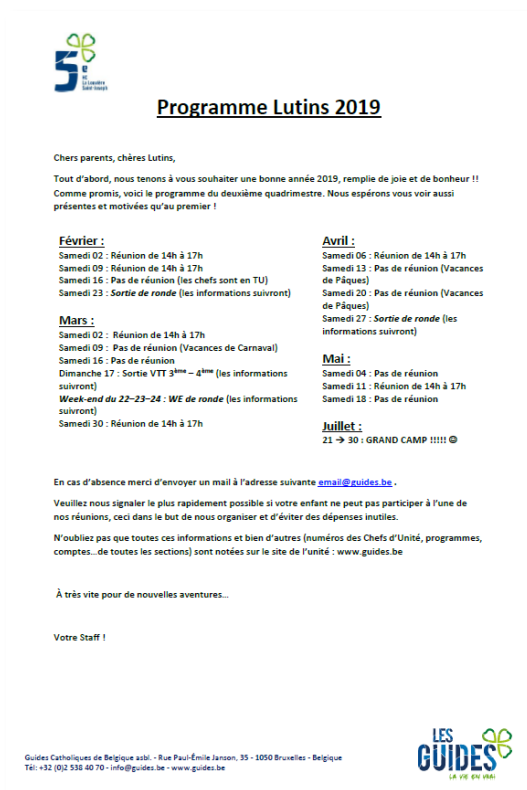 5e
HC
La Louvière
Saint-Joseph
Programme Lutins 2019
Chers parents, chères Lutins,
Tout d'abord, nous tenons à vous souhaiter une bonne année 2019, remplie de joie et de bonheur !!
Comme promis, voici le programme du deuxième quadrimestre. Nous espérons vous voir aussi
présentes et motivées qu'au premier !
Février :
Samedi 02 : Réunion de 14h à 17h
Samedi 09 : Réunion de 14h à 17h
Samedi 16 : Pas de réunion (les chefs sont en TU)
Samedi 23 : Sortie de ronde (les informations suivront)
Mars :
Samedi 02 : Réunion de 14h à 17h
Samedi 09 : Pas de réunion (Vacances de Carnaval)
Samedi 16 : Pas de réunion
Dimanche 17 : Sortie VTT 3ème – 4ème (les informations
suivront)
Week-end du 22–23–24 : WE de ronde (les informations
suivront)
Samedi 30 : Réunion de 14h à 17h
Avril :
Samedi 06 : Réunion de 14h à 17h
Samedi 13 : Pas de réunion (Vacances
de Pâques)
Samedi 20 : Pas de réunion (Vacances
de Pâques)
Samedi 27 : Sortie de ronde (les
informations suivront)
Mai :
Samedi 04 : Pas de réunion
Samedi 11 : Réunion de 14h à 17h
Samedi 18 : Pas de réunion
Juillet :
21 → 30 : GRAND CAMP !!!!! ☺
En cas d'absence merci d'envoyer un mail à l'adresse suivante email@guides.be .
Veuillez nous signaler le plus rapidement possible si votre enfant ne peut pas participer à l'une de
nos réunions, ceci dans le but de nous organiser et d'éviter des dépenses inutiles.
N'oubliez pas que toutes ces informations et bien d'autres (numéros des Chefs d'Unité, programmes,
comptes…de toutes les sections) sont notées sur le site de l'unité : www.guides.be
À très vite pour de nouvelles aventures…
Votre Staff !
Guides Catholiques de Belgique asbl. - Rue Paul-Émile Janson, 35 - 1050 Bruxelles - Belgique
Tél: +32 (0)2 538 40 70 - info@guides.be - www.guides.be
LES
GUIDES
LA VIE EN VRAI